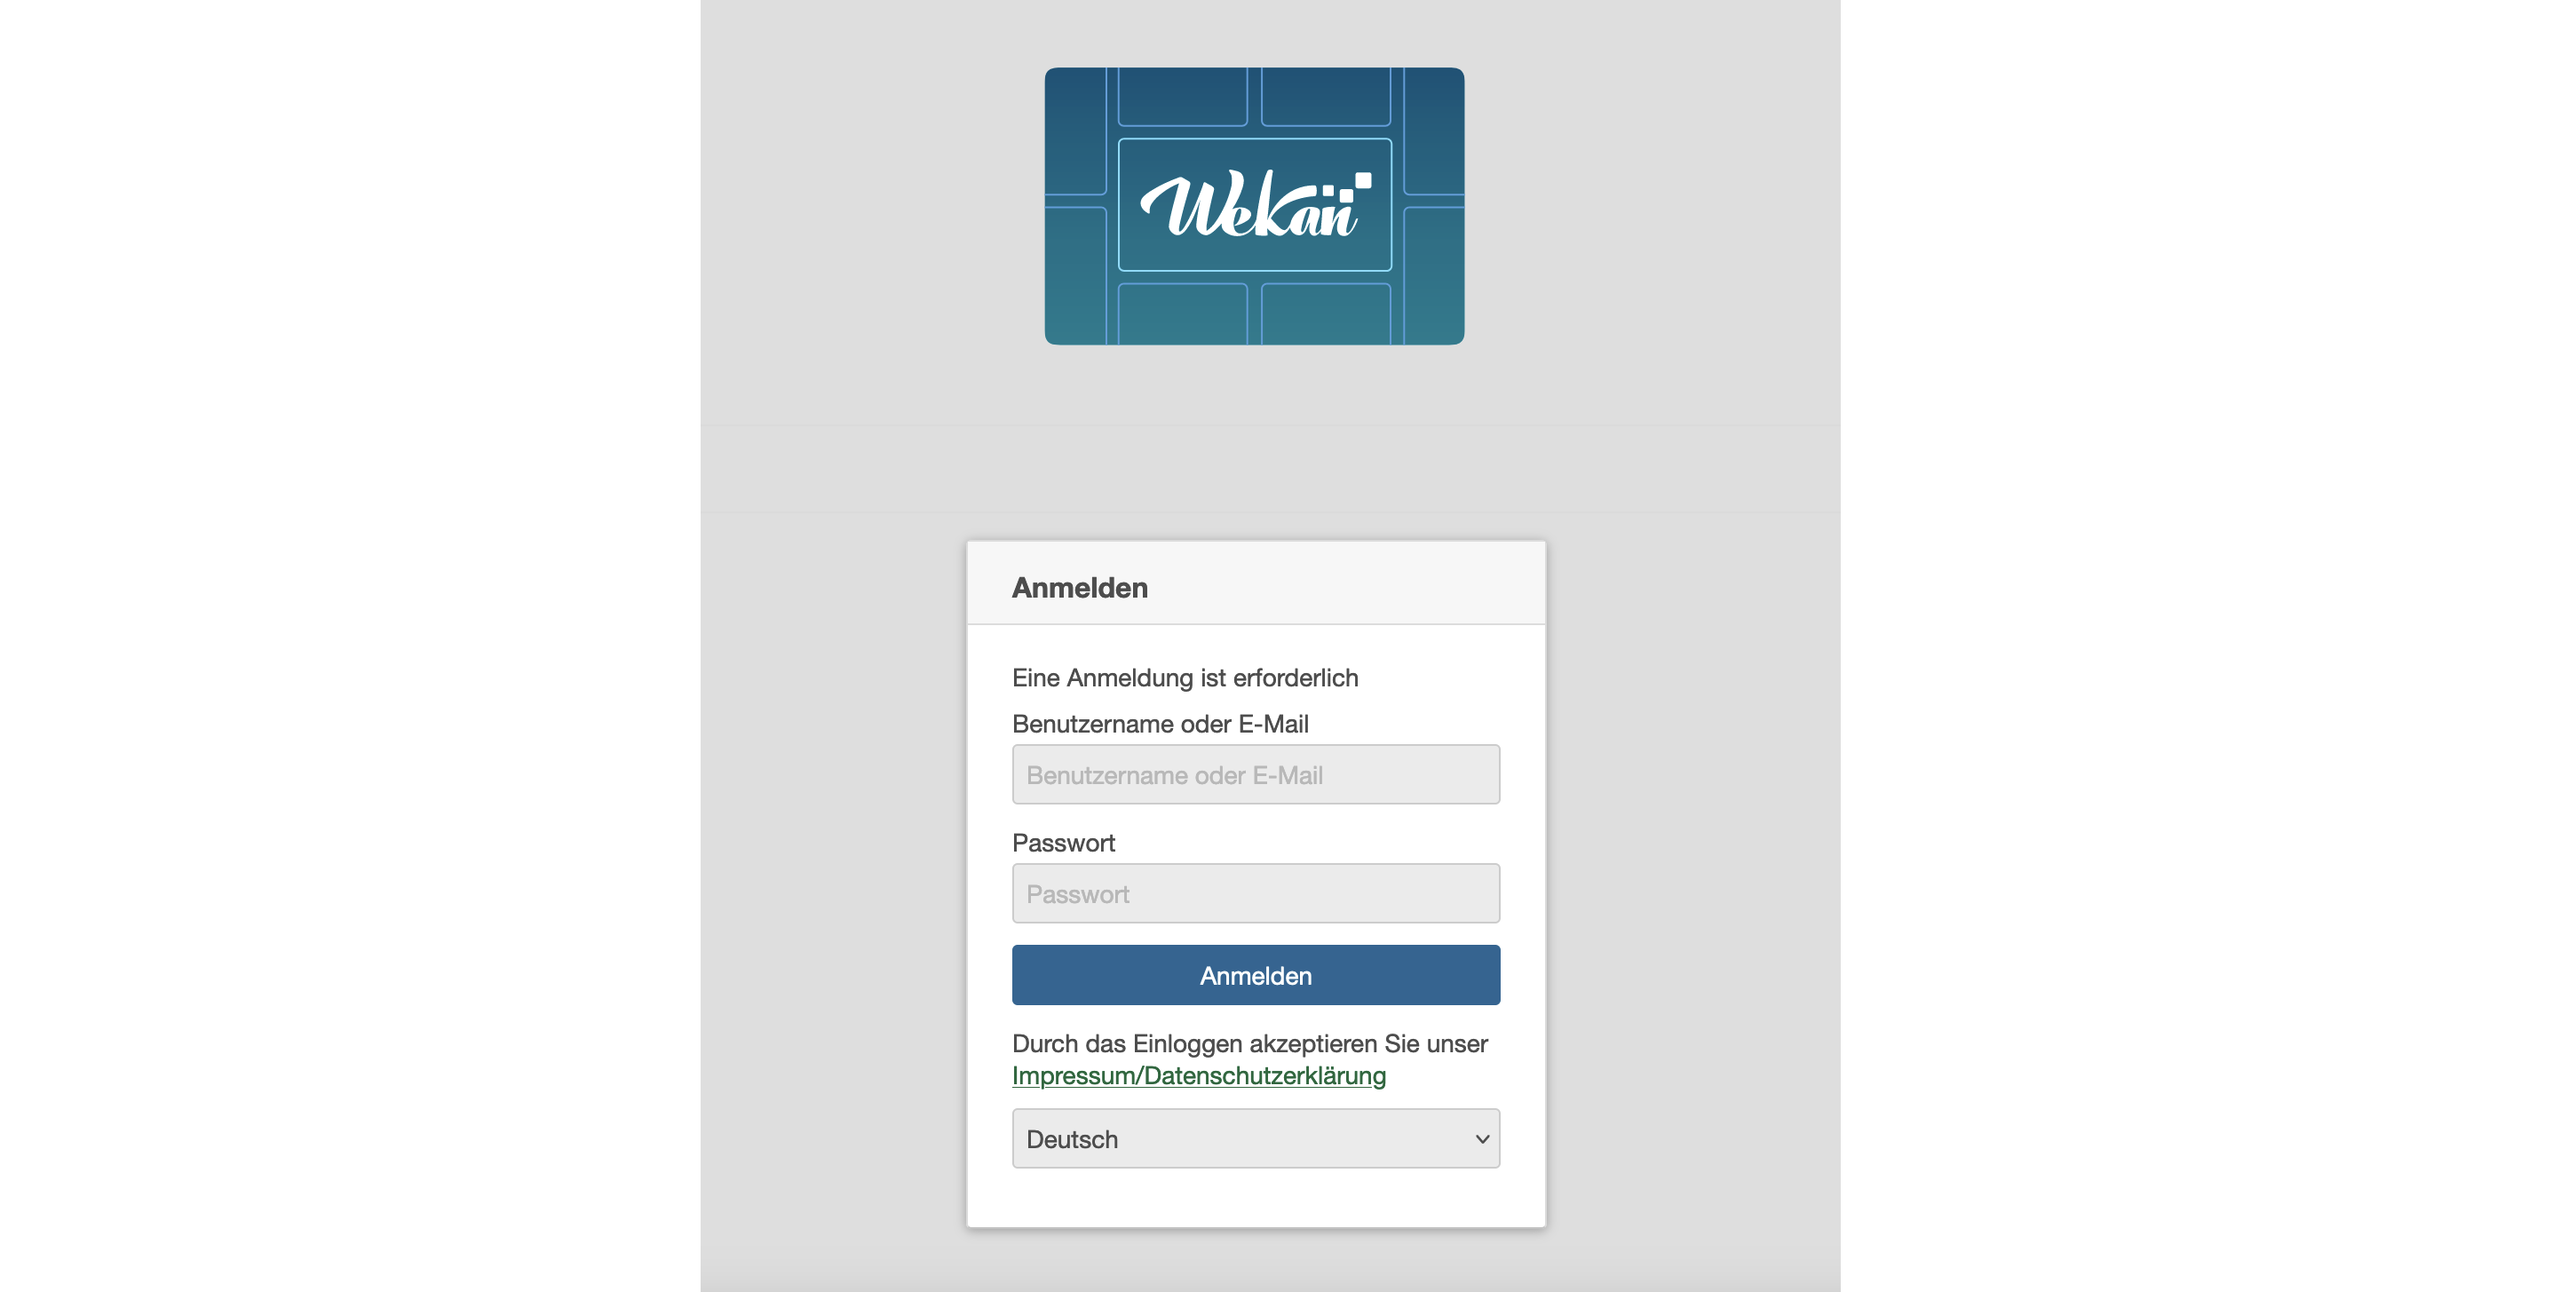 Wekan
Anmelden
Eine Anmeldung ist erforderlich
Benutzername oder E-Mail
Benutzername oder E-Mail
Passwort
Passwort
Anmelden
Durch das Einloggen akzeptieren Sie unser
Impressum/Datenschutzerklärung
Deutsch